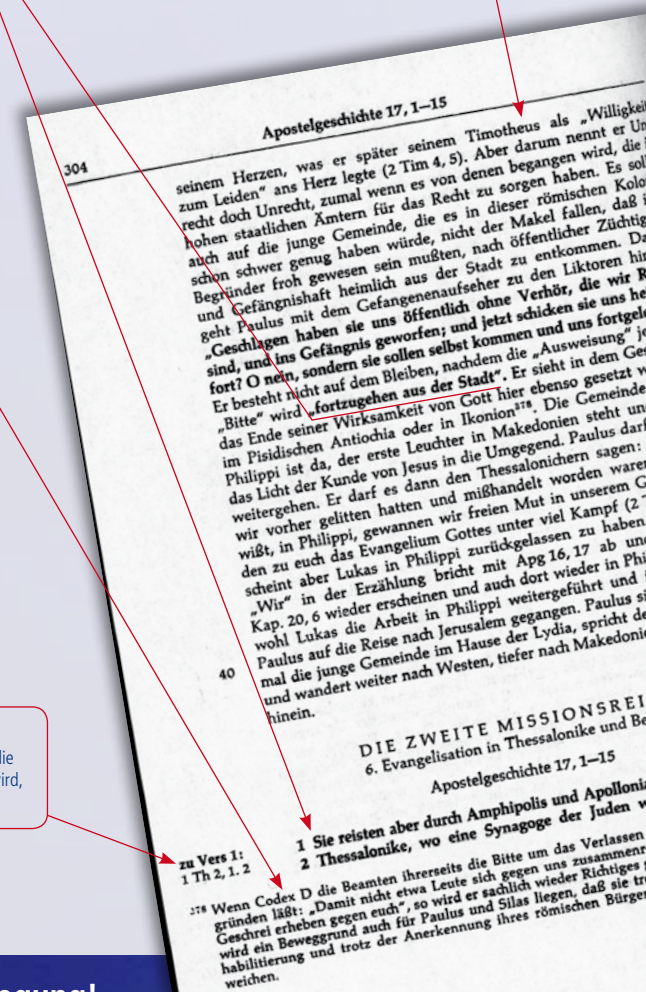 Apostelgeschichte 17, 1—15
304
seinem Herzen, was er später seinem Timotheus als „Willigkeit
zum Leiden“ ans Herz legte (2 Tim 4, 5). Aber darum nennt er Un
recht doch Unrecht, zumal wenn es von denen begangen wird, die
hohen staatlichen Ämtern für das Recht zu sorgen haben. Es soll
auch auf die junge Gemeinde, die es in dieser römischen Kolo
schon schwer genug haben würde, nicht der Makel fallen, daß i
Begründer froh gewesen sein mußten, nach öffentlicher Züchtig
und Gefängnishaft heimlich aus der Stadt zu entkommen. Da
geht Paulus mit dem Gefangenenaufseher zu den Liktoren hin
„Geschlagen haben sie uns öffentlich ohne Verhör, die wir R
sind, und ins Gefängnis geworfen; und jetzt schicken sie uns he
fort? O nein, sondern sie sollen selbst kommen und uns fortgele
Er besteht nicht auf dem Bleiben, nachdem die „Ausweisung“ je
„Bitte“ wird „fortzugehen aus der Stadt“. Er sieht in dem Ges
das Ende seiner Wirksamkeit von Gott hier ebenso gesetzt w
im Pisidischen Antiochia oder in Ikonion³⁷⁸. Die Gemeinde
Philippi ist da, der erste Leuchter in Makedonien steht un
das Licht der Kunde von Jesus in die Umgegend. Paulus darf
weitergehen. Er darf es dann den Thessalonichern sagen:
wir vorher gelitten hatten und mißhandelt worden waren
wißt, in Philippi, gewannen wir freien Mut in unserem G
den zu euch das Evangelium Gottes unter viel Kampf (2 T
scheint aber Lukas in Philippi zurückgelassen zu haben
„Wir“ in der Erzählung bricht mit Apg 16, 17 ab un
Kap. 20, 6 wieder erscheinen und auch dort wieder in Phi
wohl Lukas die Arbeit in Philippi weitergeführt und
Paulus auf die Reise nach Jerusalem gegangen. Paulus si
40 mal die junge Gemeinde im Hause der Lydia, spricht de
und wandert weiter nach Westen, tiefer nach Makedonie
hinein.
DIE ZWEITE MISSIONSREI
6. Evangelisation in Thessalonike und Be
Apostelgeschichte 17, 1—15
die
ird,
zu Vers 1:
1 Th 2, 1. 2
1 Sie reisten aber durch Amphipolis und Apollonia
2 Thessalonike, wo eine Synagoge der Juden w
³⁷⁸ Wenn Codex D die Beamten ihrerseits die Bitte um das Verlassen
gründen läßt: „Damit nicht etwa Leute sich gegen uns zusammenr
Geschrei erheben gegen euch“, so wird er sachlich wieder Richtiges
wird ein Beweggrund auch für Paulus und Silas liegen, daß sie tr
habilitierung und trotz der Anerkennung ihres römischen Bürger
weichen.